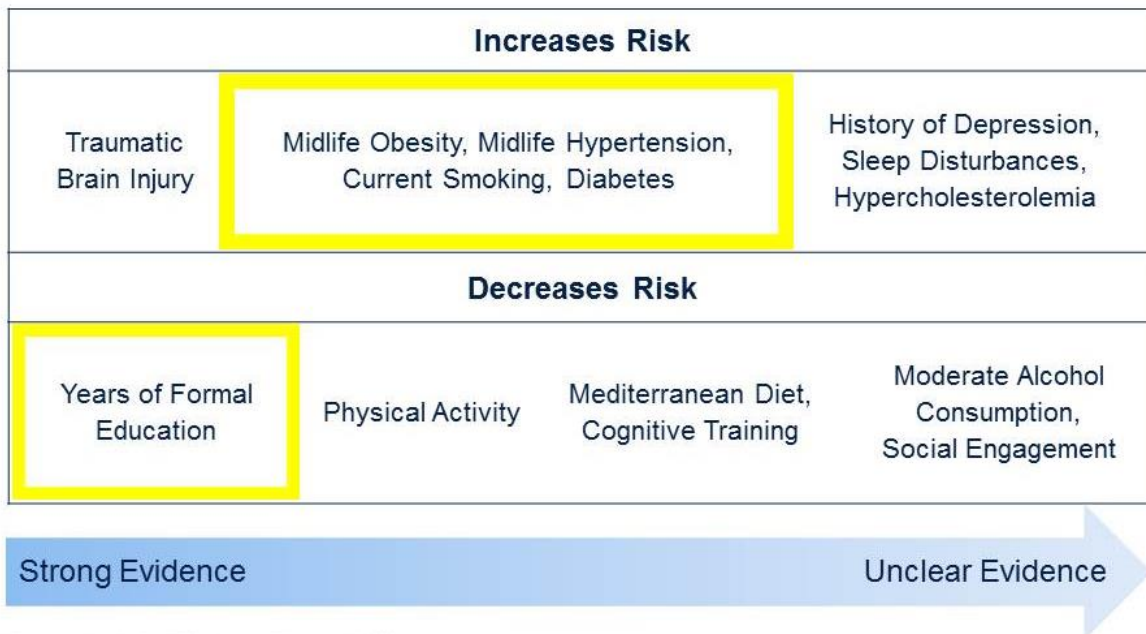 Increases Risk
Traumatic
Brain Injury
Midlife Obesity, Midlife Hypertension,
Current Smoking, Diabetes
History of Depression,
Sleep Disturbances,
Hypercholesterolemia
Decreases Risk
Years of Formal
Education
Physical Activity
Mediterranean Diet,
Cognitive Training
Moderate Alcohol
Consumption,
Social Engagement
Strong Evidence
Unclear Evidence